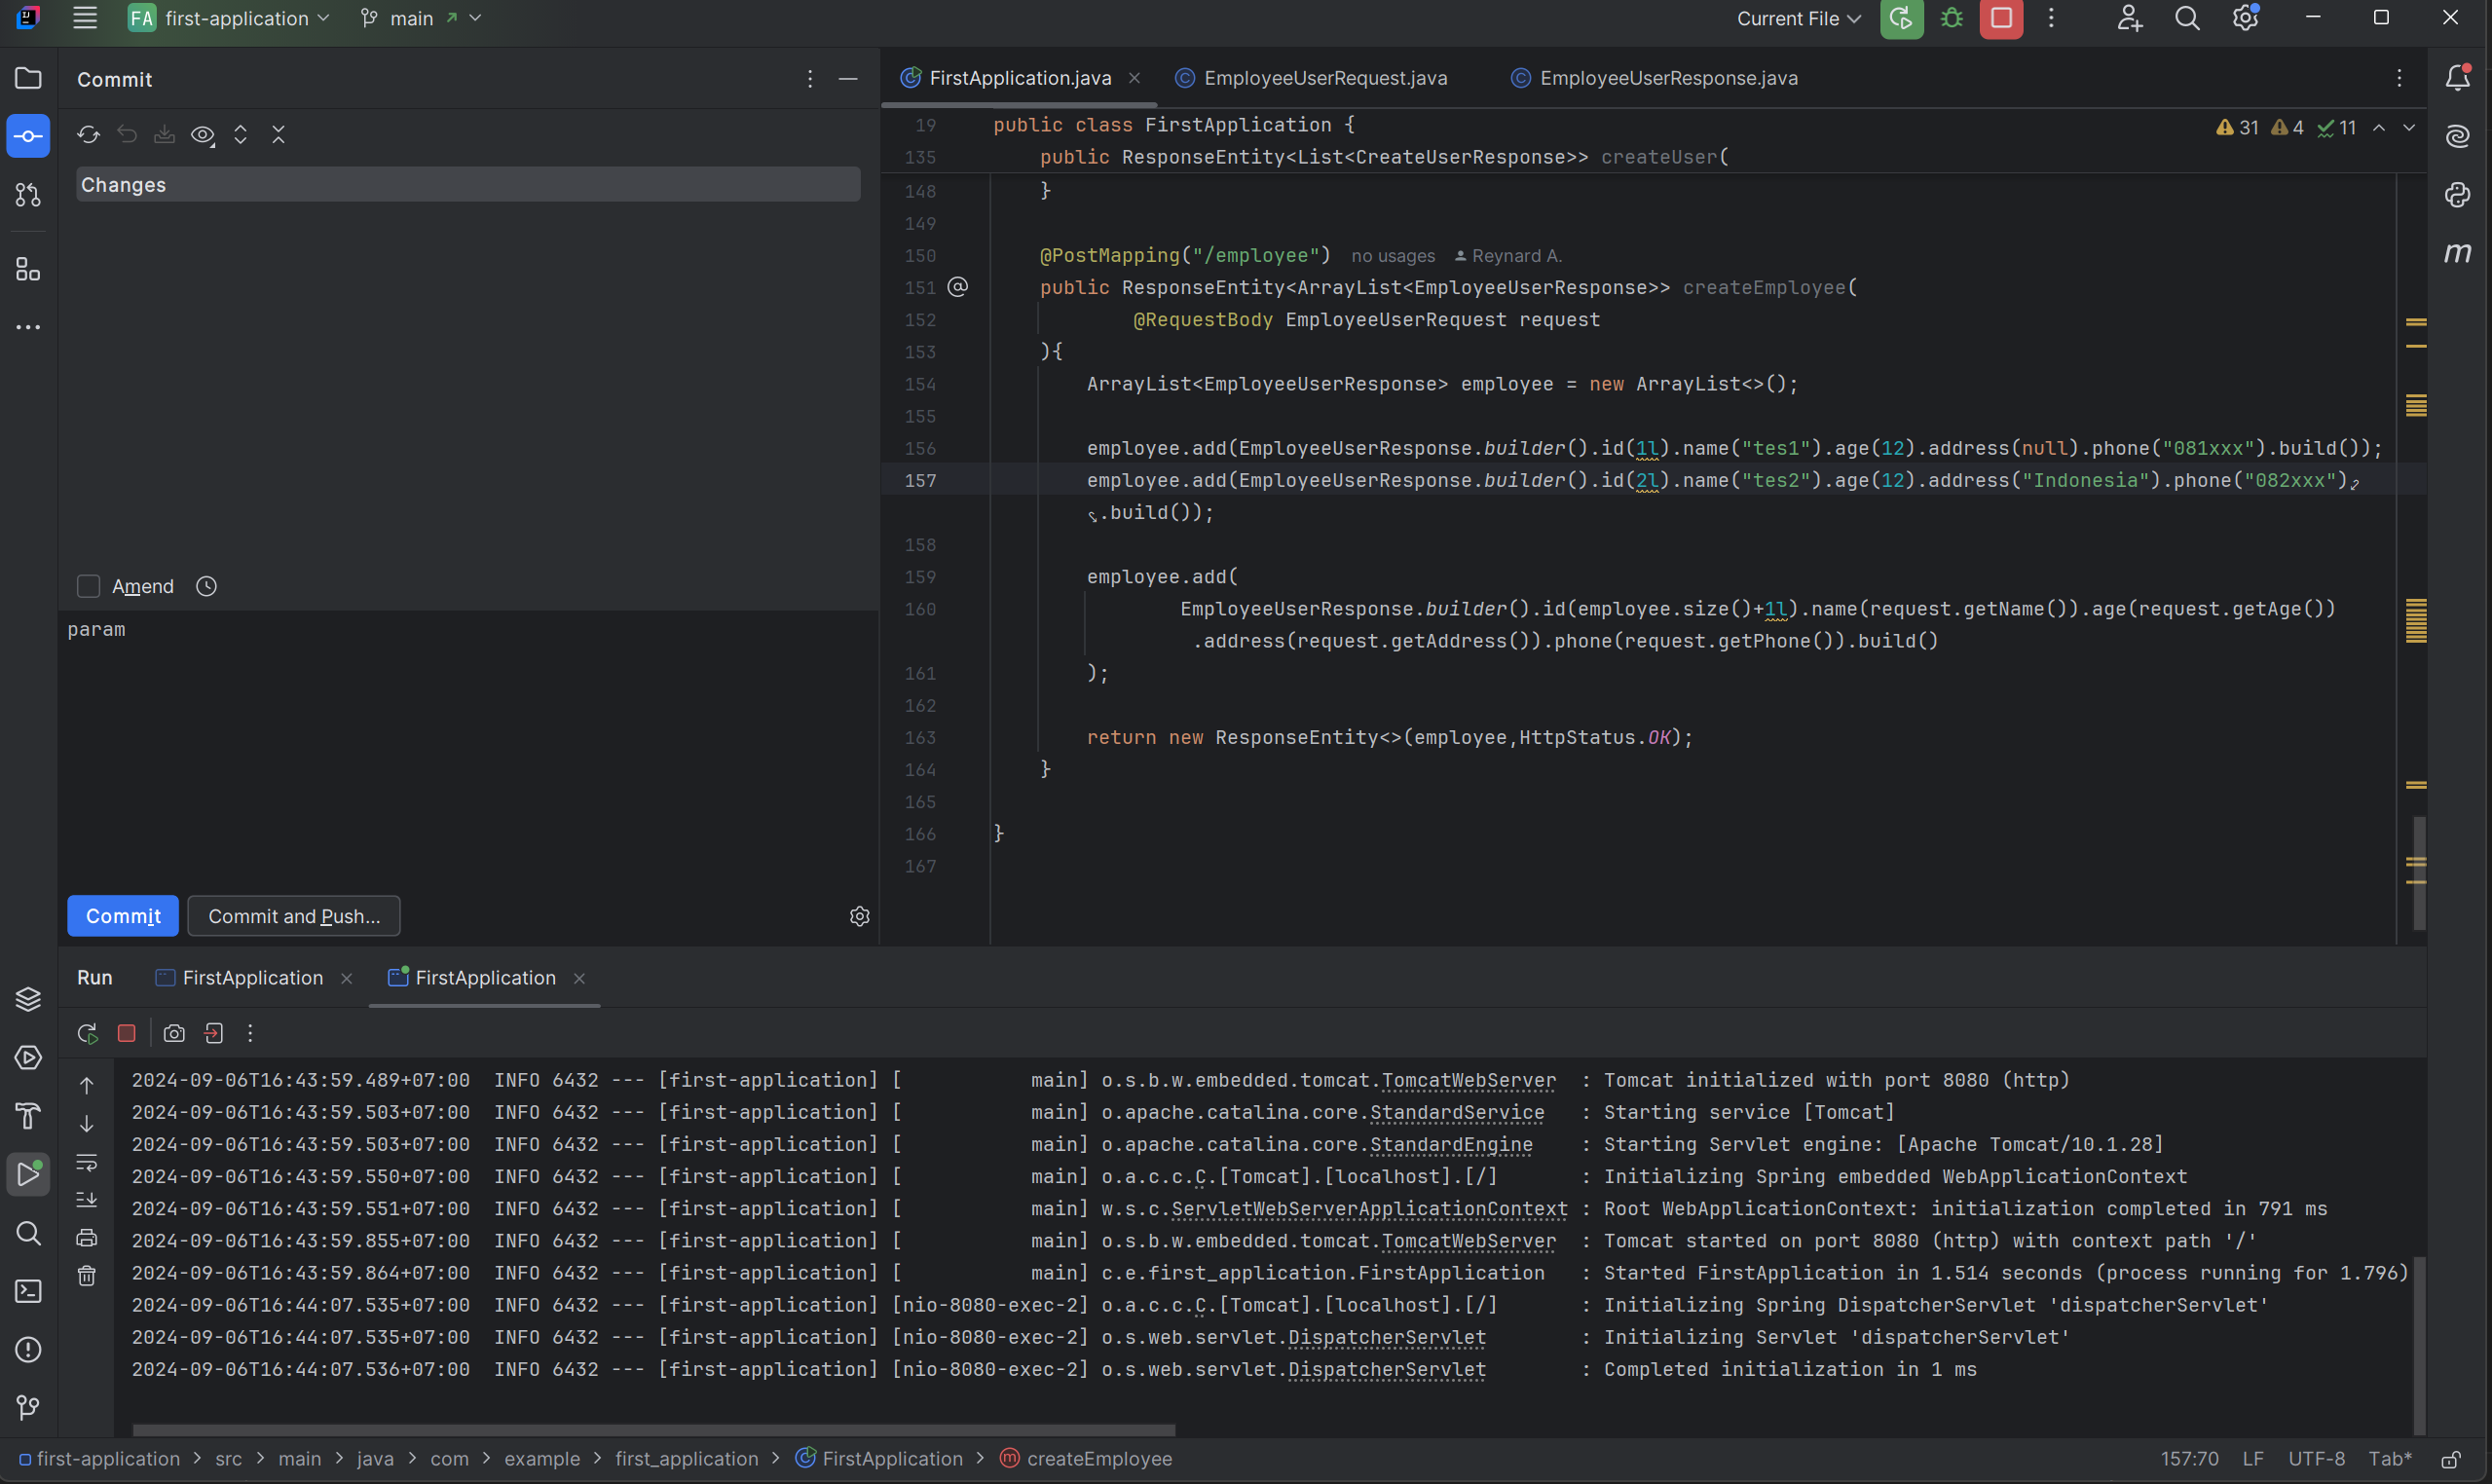 FA first-application main
Current File
Commit
Changes
Amend
param
Commit Commit and Push...
FirstApplication.java EmployeeUserRequest.java EmployeeUserResponse.java
31 4 11
19 public class FirstApplication {
135 public ResponseEntity<List<CreateUserResponse>> createUser(
148 }
149
150 @PostMapping("/employee") no usages Reynard A.
151 public ResponseEntity<ArrayList<EmployeeUserResponse>> createEmployee(
152 @RequestBody EmployeeUserRequest request
153 ){
154 ArrayList<EmployeeUserResponse> employee = new ArrayList<>();
155
156 employee.add(EmployeeUserResponse.builder().id(1l).name("tes1").age(12).address(null).phone("081xxx").build());
157 employee.add(EmployeeUserResponse.builder().id(2l).name("tes2").age(12).address("Indonesia").phone("082xxx")
.build());
158
159 employee.add(
160 EmployeeUserResponse.builder().id(employee.size()+1l).name(request.getName()).age(request.getAge())
.address(request.getAddress()).phone(request.getPhone()).build()
161 );
162
163 return new ResponseEntity<>(employee,HttpStatus.OK);
164 }
165
166 }
167
Run FirstApplication FirstApplication
2024-09-06T16:43:59.489+07:00 INFO 6432 --- [first-application] [ main] o.s.b.w.embedded.tomcat.TomcatWebServer : Tomcat initialized with port 8080 (http)
2024-09-06T16:43:59.503+07:00 INFO 6432 --- [first-application] [ main] o.apache.catalina.core.StandardService : Starting service [Tomcat]
2024-09-06T16:43:59.503+07:00 INFO 6432 --- [first-application] [ main] o.apache.catalina.core.StandardEngine : Starting Servlet engine: [Apache Tomcat/10.1.28]
2024-09-06T16:43:59.550+07:00 INFO 6432 --- [first-application] [ main] o.a.c.c.C.[Tomcat].[localhost].[/] : Initializing Spring embedded WebApplicationContext
2024-09-06T16:43:59.551+07:00 INFO 6432 --- [first-application] [ main] w.s.c.ServletWebServerApplicationContext : Root WebApplicationContext: initialization completed in 791 ms
2024-09-06T16:43:59.855+07:00 INFO 6432 --- [first-application] [ main] o.s.b.w.embedded.tomcat.TomcatWebServer : Tomcat started on port 8080 (http) with context path '/'
2024-09-06T16:43:59.864+07:00 INFO 6432 --- [first-application] [ main] c.e.first_application.FirstApplication : Started FirstApplication in 1.514 seconds (process running for 1.796)
2024-09-06T16:44:07.535+07:00 INFO 6432 --- [first-application] [nio-8080-exec-2] o.a.c.c.C.[Tomcat].[localhost].[/] : Initializing Spring DispatcherServlet 'dispatcherServlet'
2024-09-06T16:44:07.535+07:00 INFO 6432 --- [first-application] [nio-8080-exec-2] o.s.web.servlet.DispatcherServlet : Initializing Servlet 'dispatcherServlet'
2024-09-06T16:44:07.536+07:00 INFO 6432 --- [first-application] [nio-8080-exec-2] o.s.web.servlet.DispatcherServlet : Completed initialization in 1 ms
first-application > src > main > java > com > example > first_application > FirstApplication > createEmployee
157:70 LF UTF-8 Tab*